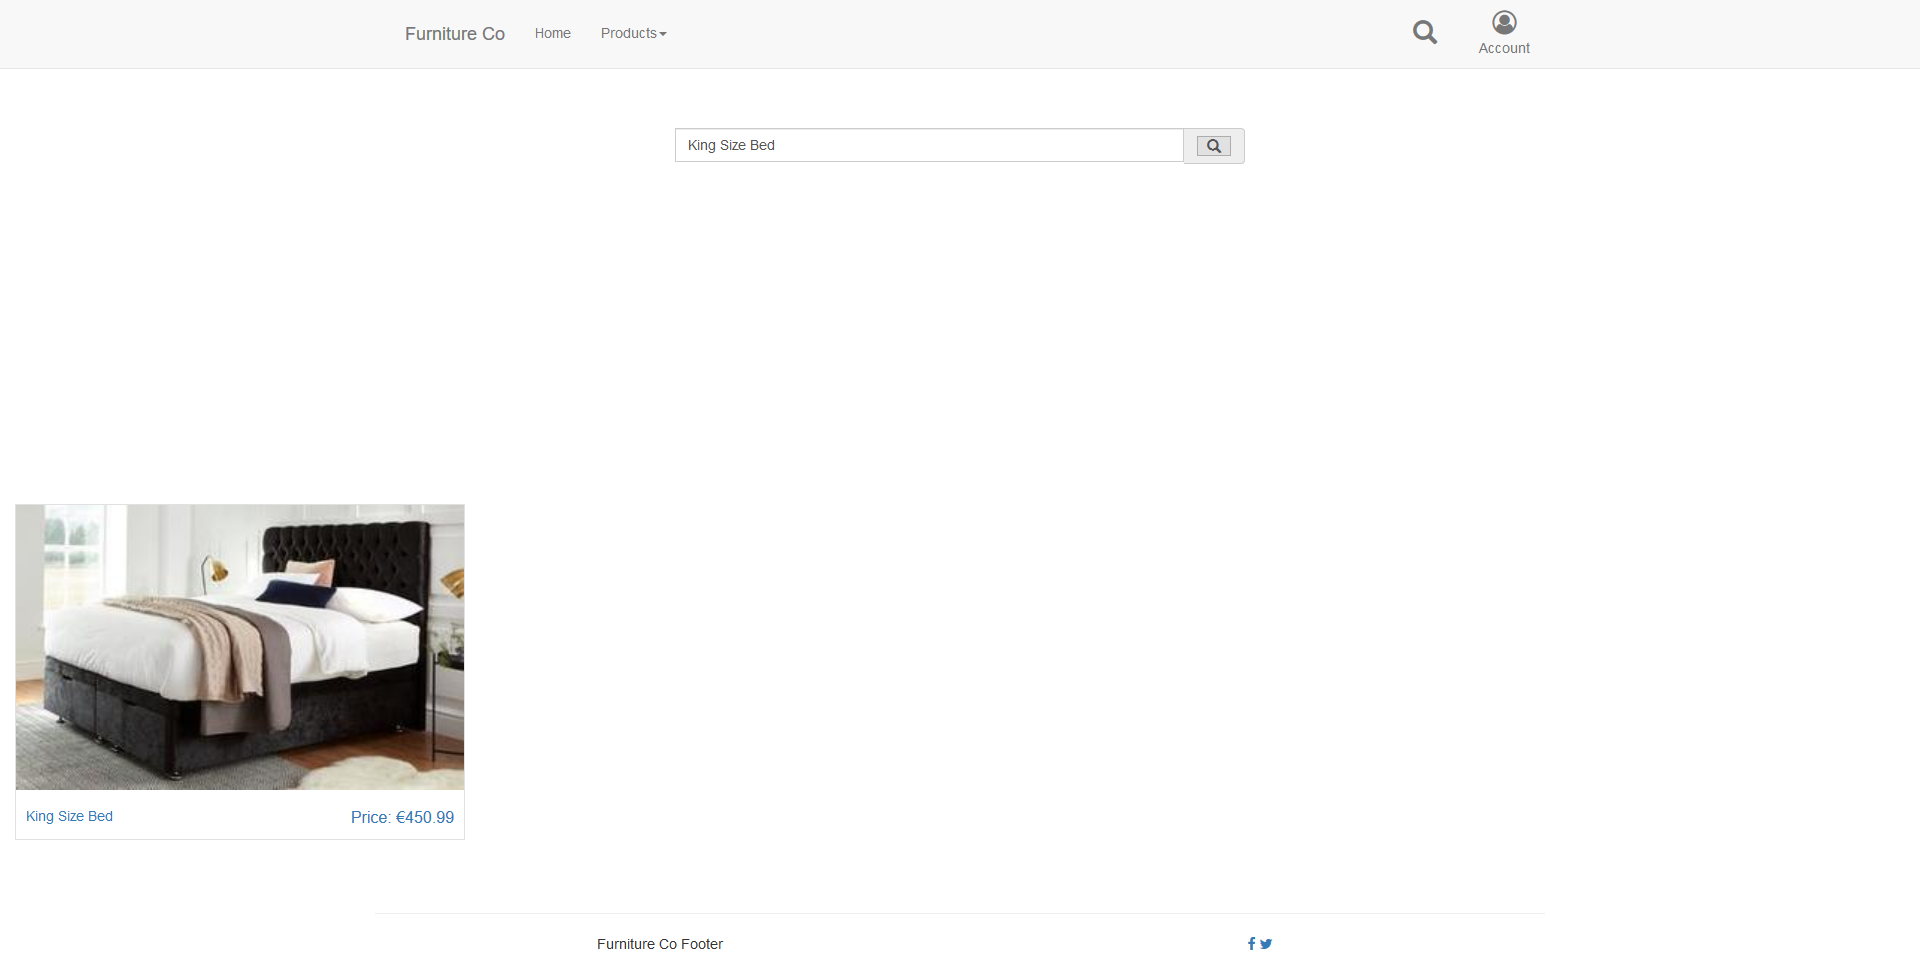 Furniture Co Home Products
Account
King Size Bed
King Size Bed Price: €450.99
Furniture Co Footer